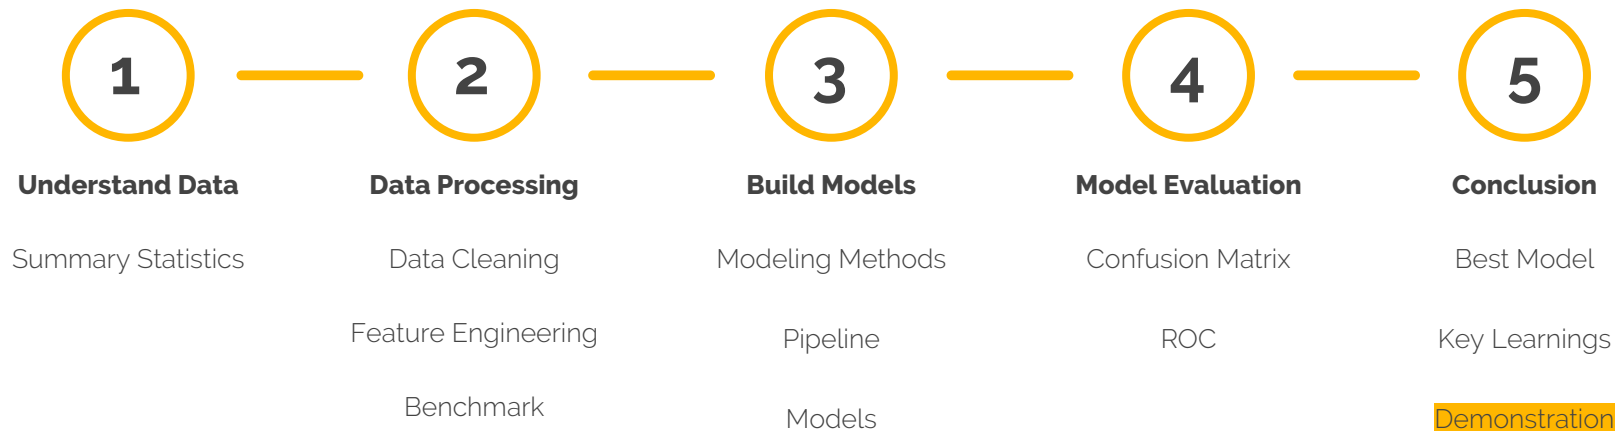 1
2
3
4
5
Understand Data
Data Processing
Build Models
Model Evaluation
Conclusion
Summary Statistics
Data Cleaning
Modeling Methods
Confusion Matrix
Best Model
Feature Engineering
Pipeline
ROC
Key Learnings
Benchmark
Models
Demonstration